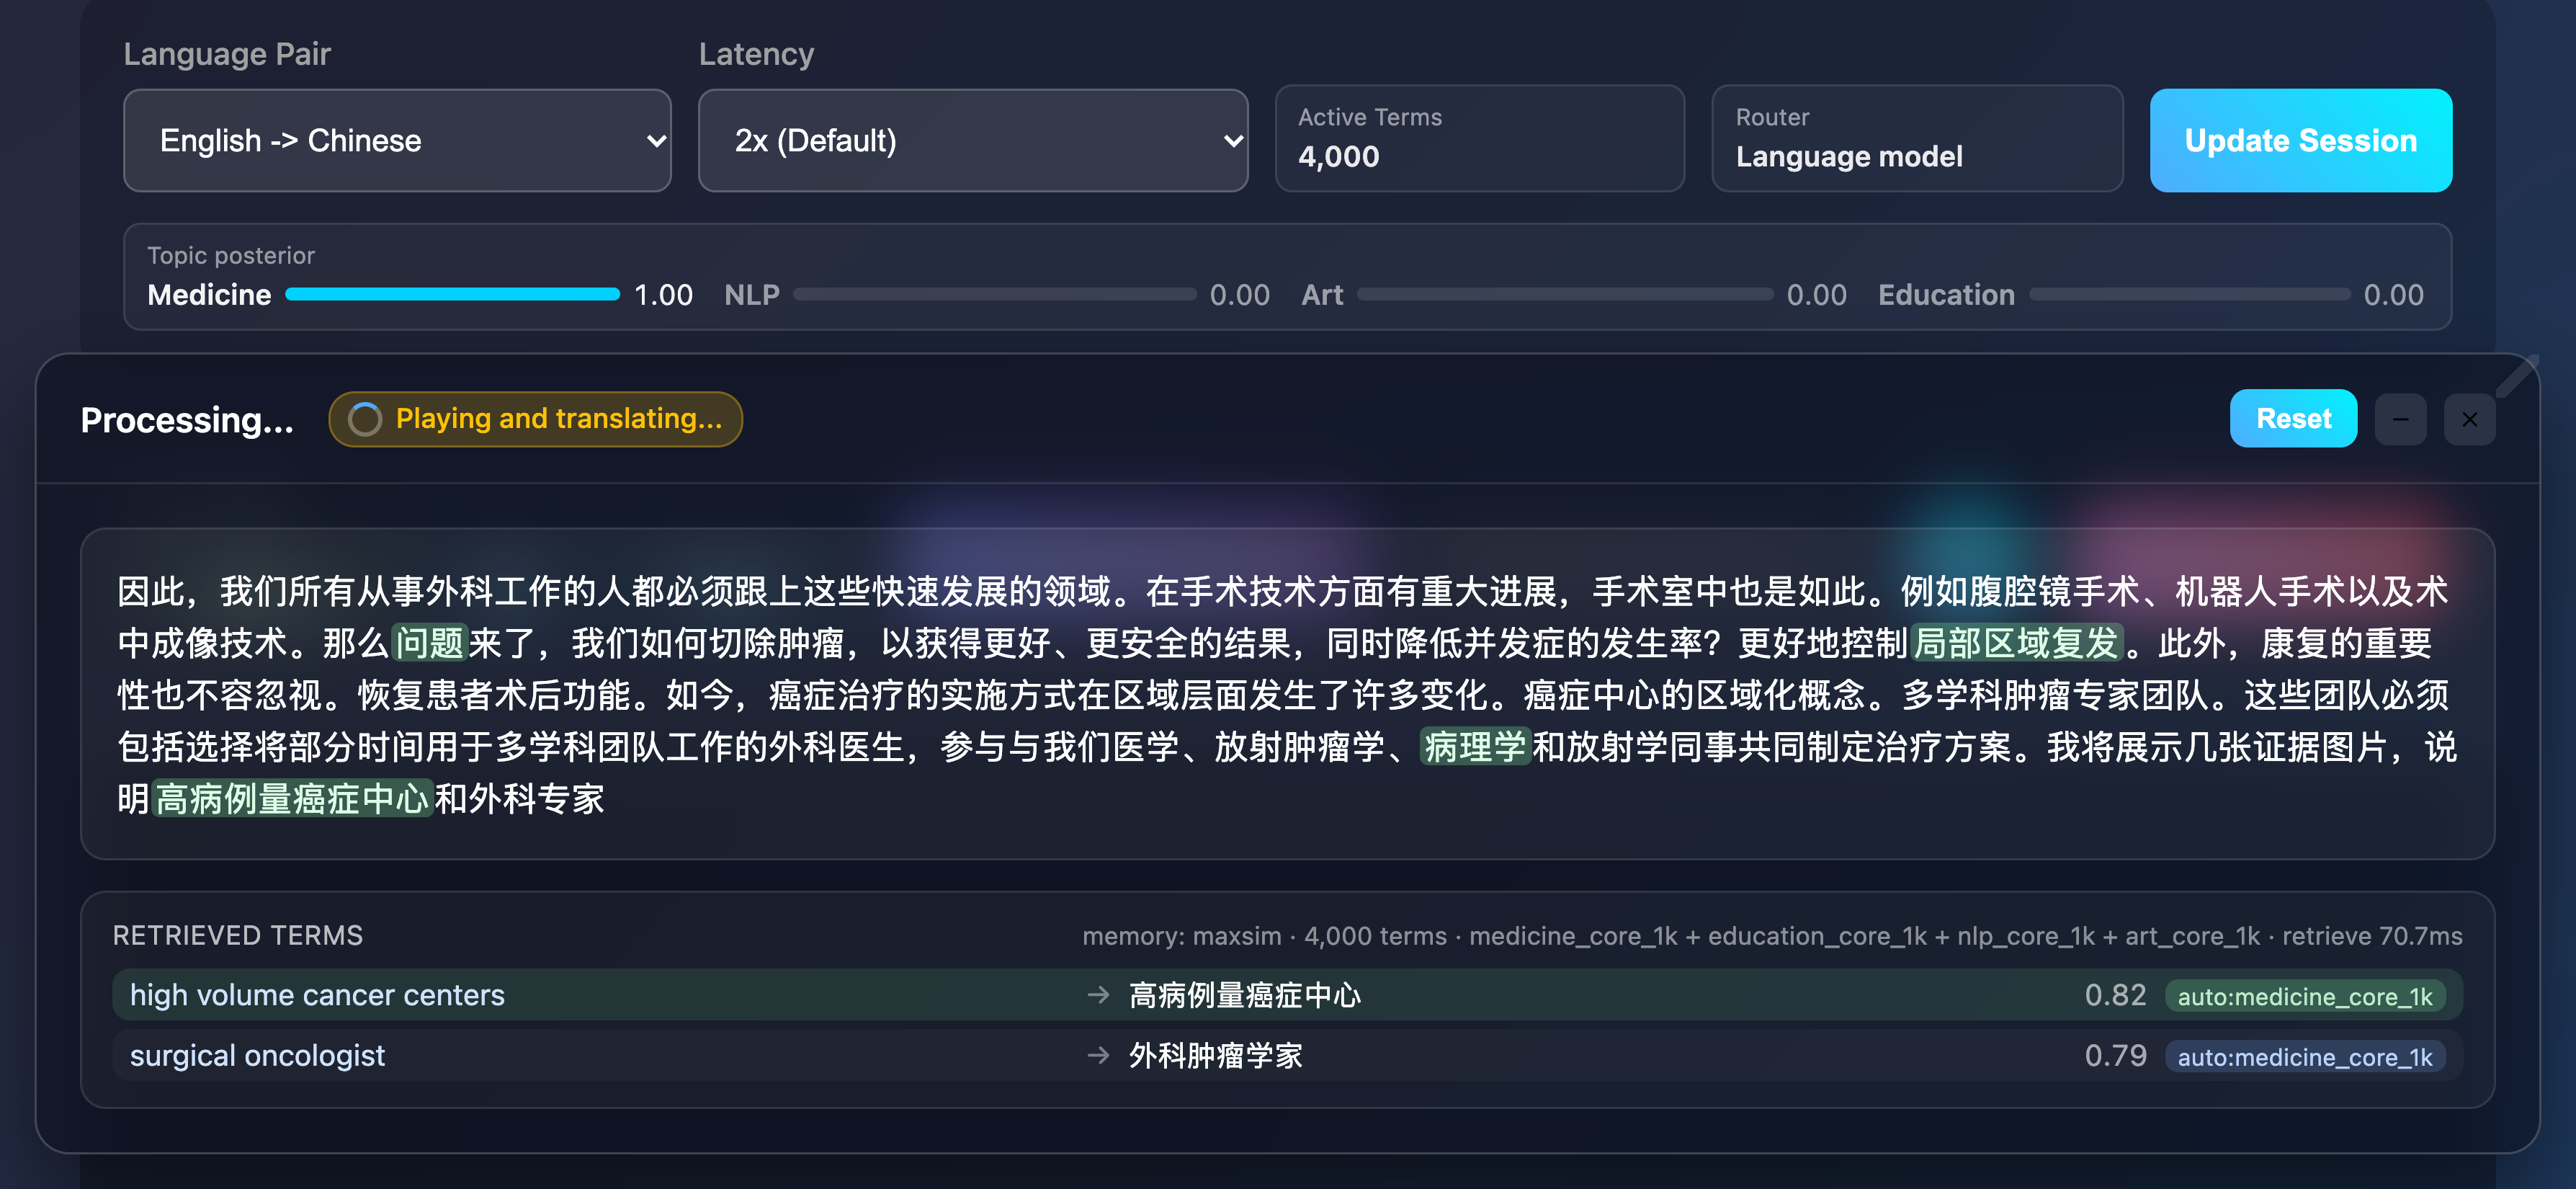 Language Pair
Latency
English -> Chinese
2x (Default)
Active Terms
4,000
Router
Language model
Update Session
Topic posterior
Medicine 1.00 NLP 0.00 Art 0.00 Education 0.00
Processing...
Playing and translating...
Reset
因此，我们所有从事外科工作的人都必须跟上这些快速发展的领域。在手术技术方面有重大进展，手术室中也是如此。例如腹腔镜手术、机器人手术以及术
中成像技术。那么问题来了，我们如何切除肿瘤，以获得更好、更安全的结果，同时降低并发症的发生率？更好地控制局部区域复发。此外，康复的重要
性也不容忽视。恢复患者术后功能。如今，癌症治疗的实施方式在区域层面发生了许多变化。癌症中心的区域化概念。多学科肿瘤专家团队。这些团队必须
包括选择将部分时间用于多学科团队工作的外科医生，参与与我们医学、放射肿瘤学、病理学和放射学同事共同制定治疗方案。我将展示几张证据图片，说
明高病例量癌症中心和外科专家
RETRIEVED TERMS
memory: maxsim · 4,000 terms · medicine_core_1k + education_core_1k + nlp_core_1k + art_core_1k · retrieve 70.7ms
high volume cancer centers → 高病例量癌症中心 0.82 auto:medicine_core_1k
surgical oncologist → 外科肿瘤学家 0.79 auto:medicine_core_1k